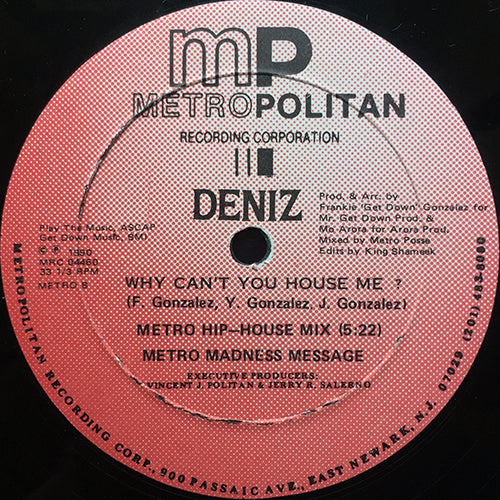 mP
METROPOLITAN
RECORDING CORPORATION
DENIZ
Prod. & Arr. by
Frankie 'Get Down' Gonzalez for
Mr. Get Down Prod. &
Mo Arora for Arora Prod.
Mixed by Metro Posse
Edits by King Shameek
Play The Music, ASCAP
Get Down Music, BMI
© ℗ 1990
MRC 04460
33 1/3 RPM
METRO B
WHY CAN'T YOU HOUSE ME ?
(F. Gonzalez, Y. Gonzalez, J. Gonzalez)
METRO HIP-HOUSE MIX (5:22)
METRO MADNESS MESSAGE
EXECUTIVE PRODUCERS:
VINCENT J. POLITAN & JERRY R. SALERNO
METROPOLITAN RECORDING CORP., 900 PASSAIC AVE., EAST NEWARK, N.J. 07029 (201) 483-8080